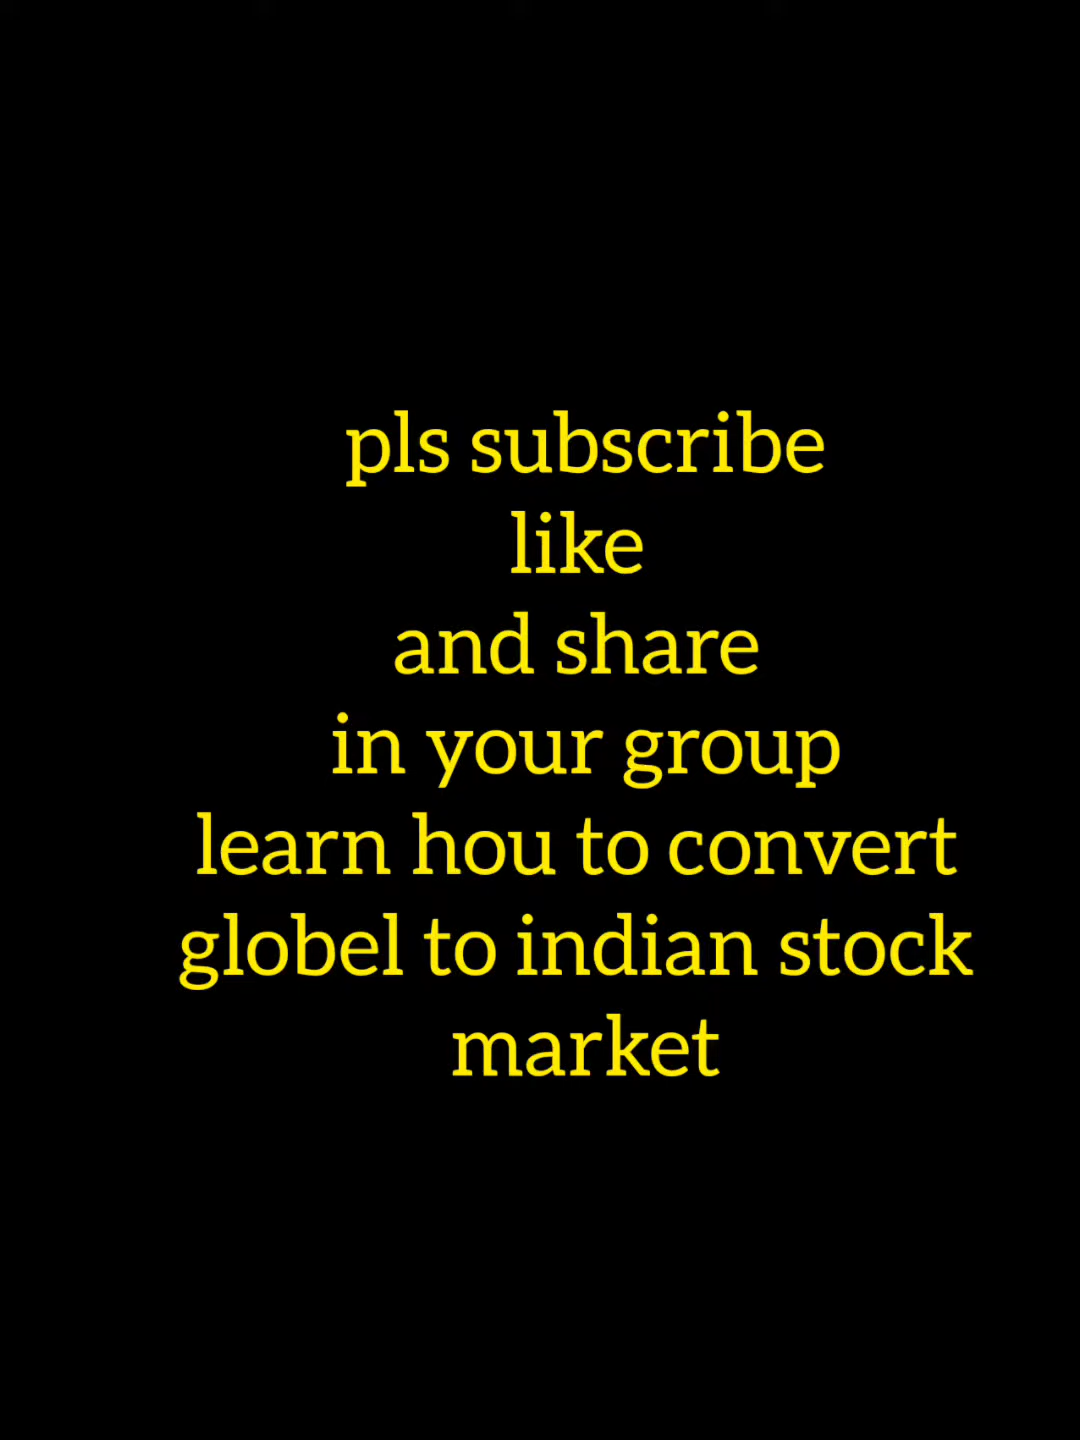 pls subscribe
like
and share
in your group
learn hou to convert
globel to indian stock
market